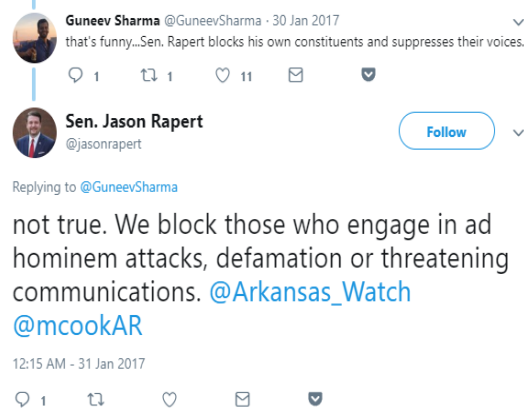 Guneev Sharma @GuneevSharma · 30 Jan 2017
that's funny...Sen. Rapert blocks his own constituents and suppresses their voices.
1 1 11
Sen. Jason Rapert
@jasonrapert
Follow
Replying to @GuneevSharma
not true. We block those who engage in ad
hominem attacks, defamation or threatening
communications. @Arkansas_Watch
@mcookAR
12:15 AM - 31 Jan 2017
1